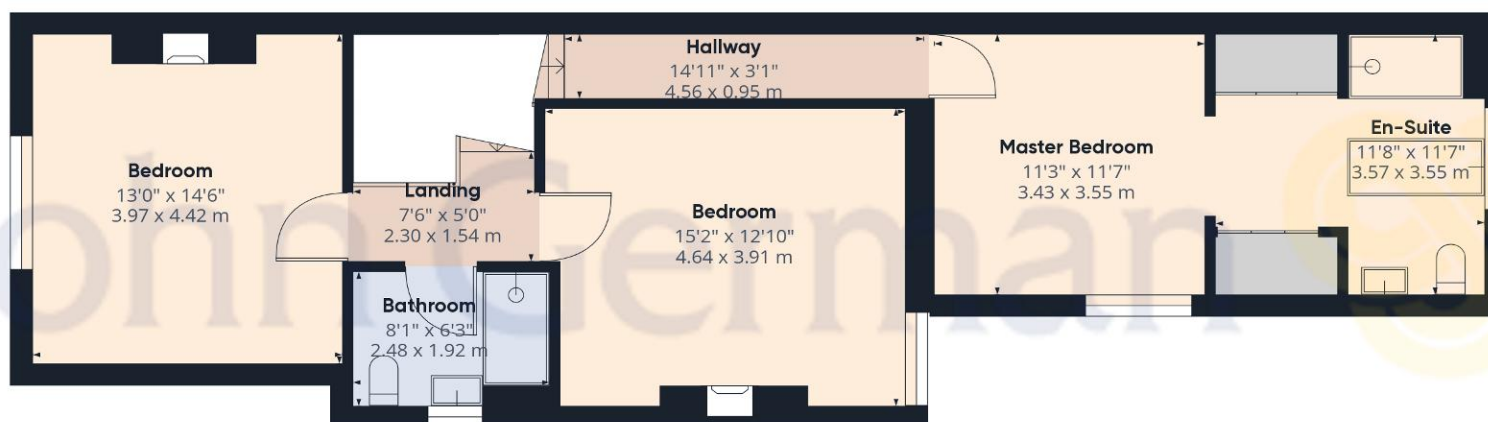 Bedroom
13'0" x 14'6"
3.97 x 4.42 m
Landing
7'6" x 5'0"
2.30 x 1.54 m
Bathroom
8'1" x 6'3"
2.48 x 1.92 m
Hallway
14'11" x 3'1"
4.56 x 0.95 m
Bedroom
15'2" x 12'10"
4.64 x 3.91 m
Master Bedroom
11'3" x 11'7"
3.43 x 3.55 m
En-Suite
11'8" x 11'7"
3.57 x 3.55 m
John German